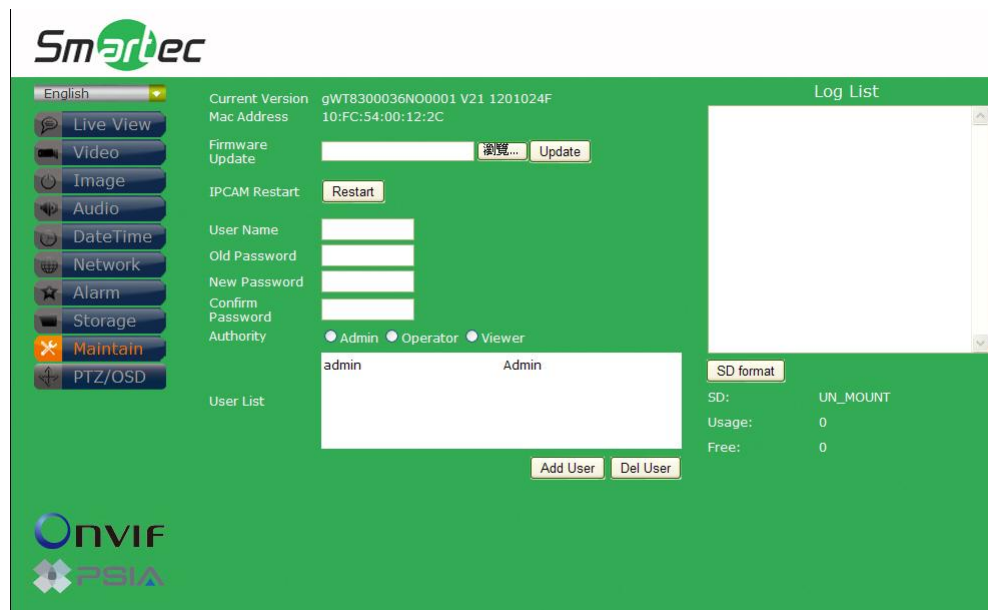 Smartec
English
Live View
Video
Image
Audio
DateTime
Network
Alarm
Storage
Maintain
PTZ/OSD
Current Version gWT8300036NO0001 V21 1201024F
Mac Address 10:FC:54:00:12:2C
Firmware
Update 瀏覽... Update
IPCAM Restart Restart
User Name
Old Password
New Password
Confirm
Password
Authority Admin Operator Viewer
admin Admin
User List
Add User Del User
Log List
SD format
SD: UN_MOUNT
Usage: 0
Free: 0
Onvif
PSIA